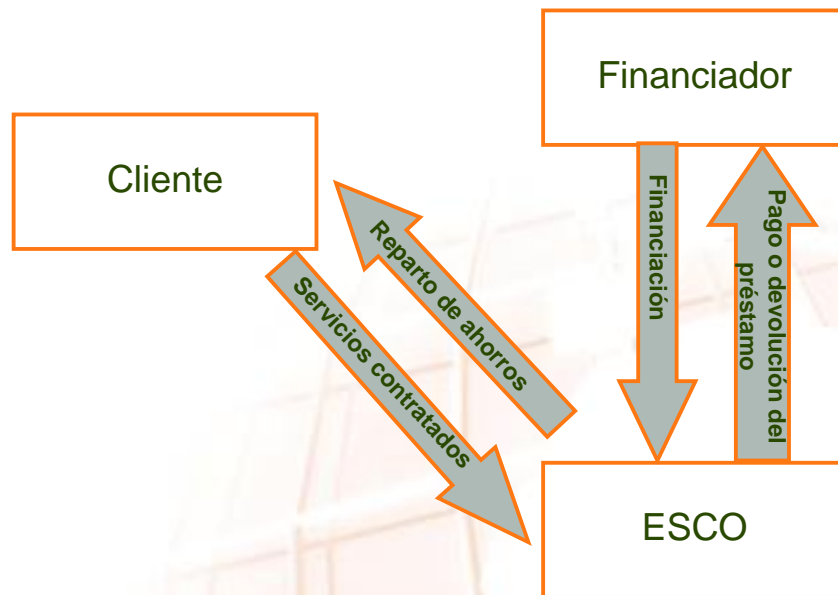 Financiador
Cliente
Financiación
Pago o devolución del
préstamo
Reparto de ahorros
Servicios contratados
ESCO